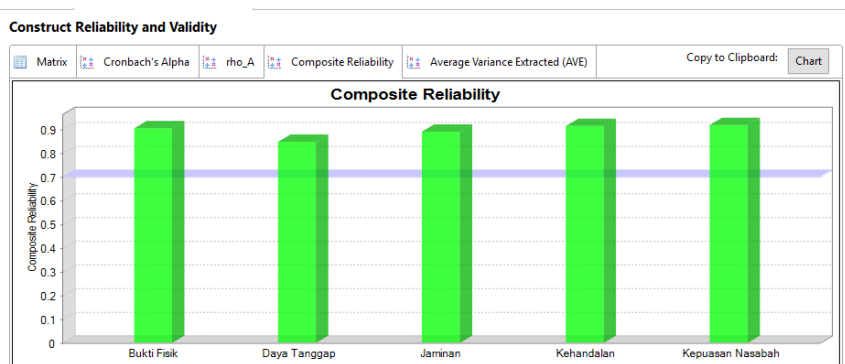 Construct Reliability and Validity
Matrix Cronbach's Alpha rho_A Composite Reliability Average Variance Extracted (AVE) Copy to Clipboard: Chart
Composite Reliability
Composite Reliability
0.9
0.8
0.7
0.6
0.5
0.4
0.3
0.2
0.1
0
Bukti Fisik Daya Tanggap Jaminan Kehandalan Kepuasan Nasabah